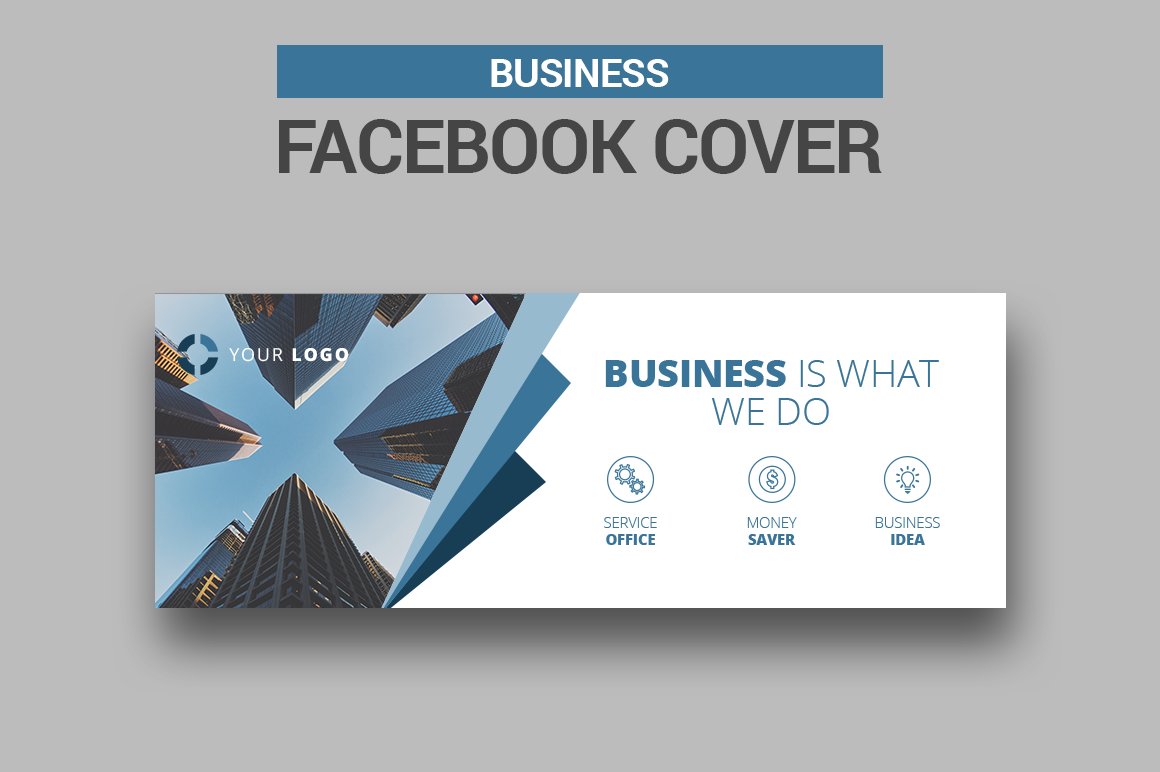 BUSINESS
FACEBOOK COVER
YOUR LOGO
BUSINESS IS WHAT
WE DO
$
SERVICE
OFFICE
MONEY
SAVER
BUSINESS
IDEA